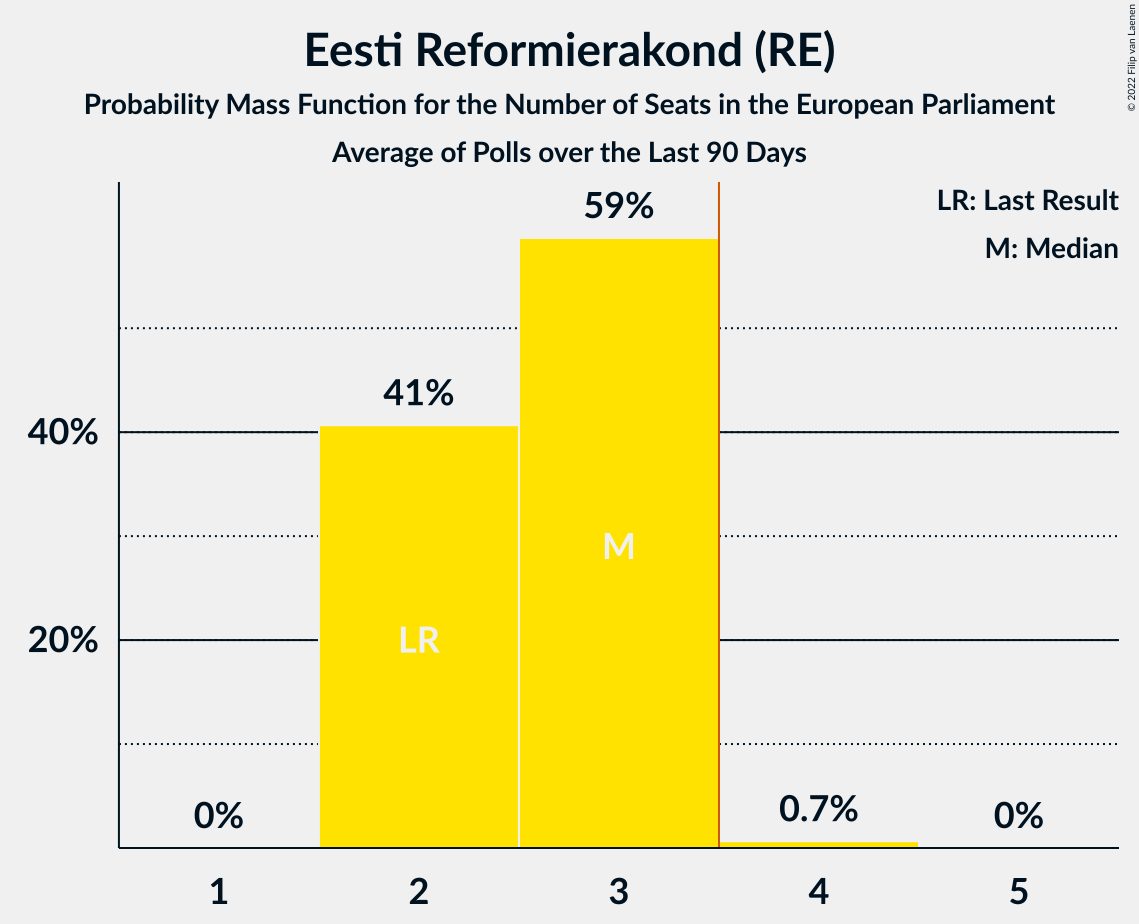 Eesti Reformierakond (RE)
Probability Mass Function for the Number of Seats in the European Parliament
Average of Polls over the Last 90 Days
© 2022 Filip van Laenen
LR: Last Result
M: Median
59%
41%
40%
M
LR
20%
0%
0.7%
0%
1 2 3 4 5